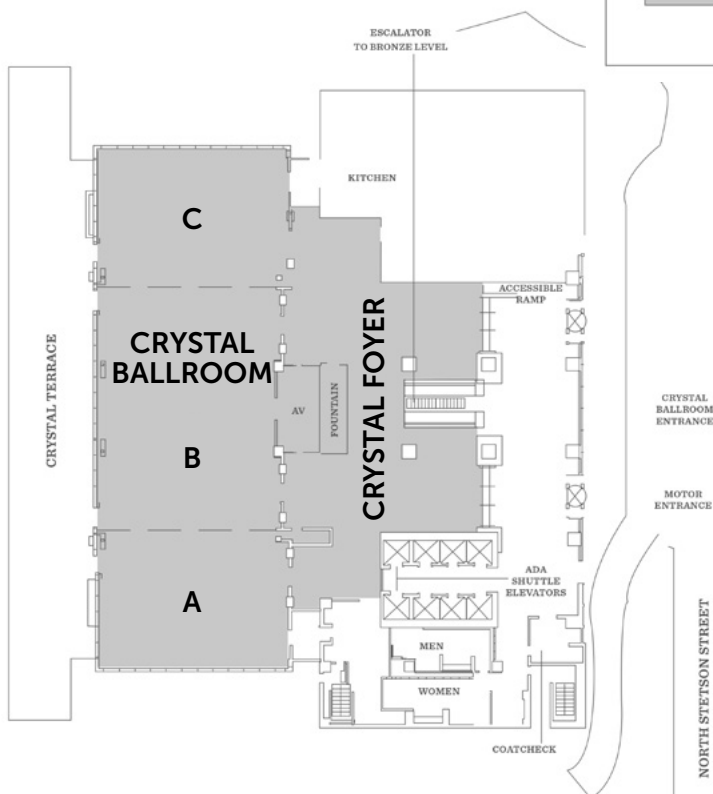 ESCALATOR
TO BRONZE LEVEL
KITCHEN
C
ACCESSIBLE
RAMP
CRYSTAL
BALLROOM
CRYSTAL TERRACE
AV
FOUNTAIN
CRYSTAL FOYER
CRYSTAL
BALLROOM
ENTRANCE
B
MOTOR
ENTRANCE
A
ADA
SHUTTLE
ELEVATORS
MEN
WOMEN
COATCHECK
NORTH STETSON STREET